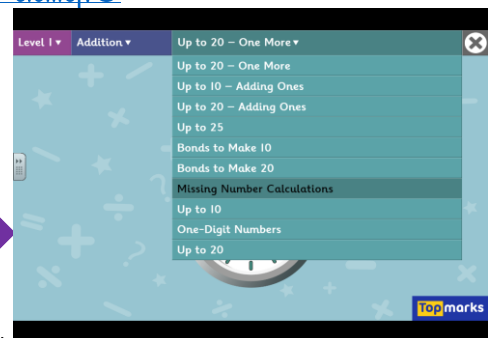 Level 1 Addition Up to 20 – One More
Up to 20 – One More
Up to 10 – Adding Ones
Up to 20 – Adding Ones
Up to 25
Bonds to Make 10
Bonds to Make 20
Missing Number Calculations
Up to 10
One-Digit Numbers
Up to 20
Topmarks